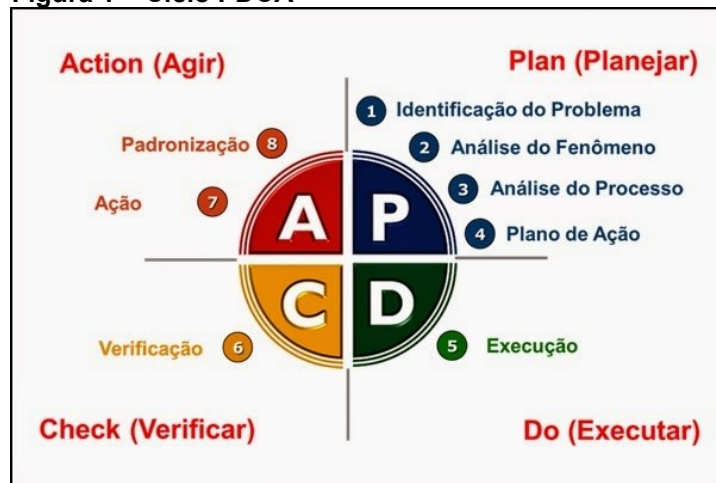 Action (Agir)
Plan (Planejar)
1 Identificação do Problema
2 Análise do Fenômeno
3 Análise do Processo
4 Plano de Ação
Padronização 8
Ação 7
A P
C D
Verificação 6
5 Execução
Check (Verificar)
Do (Executar)